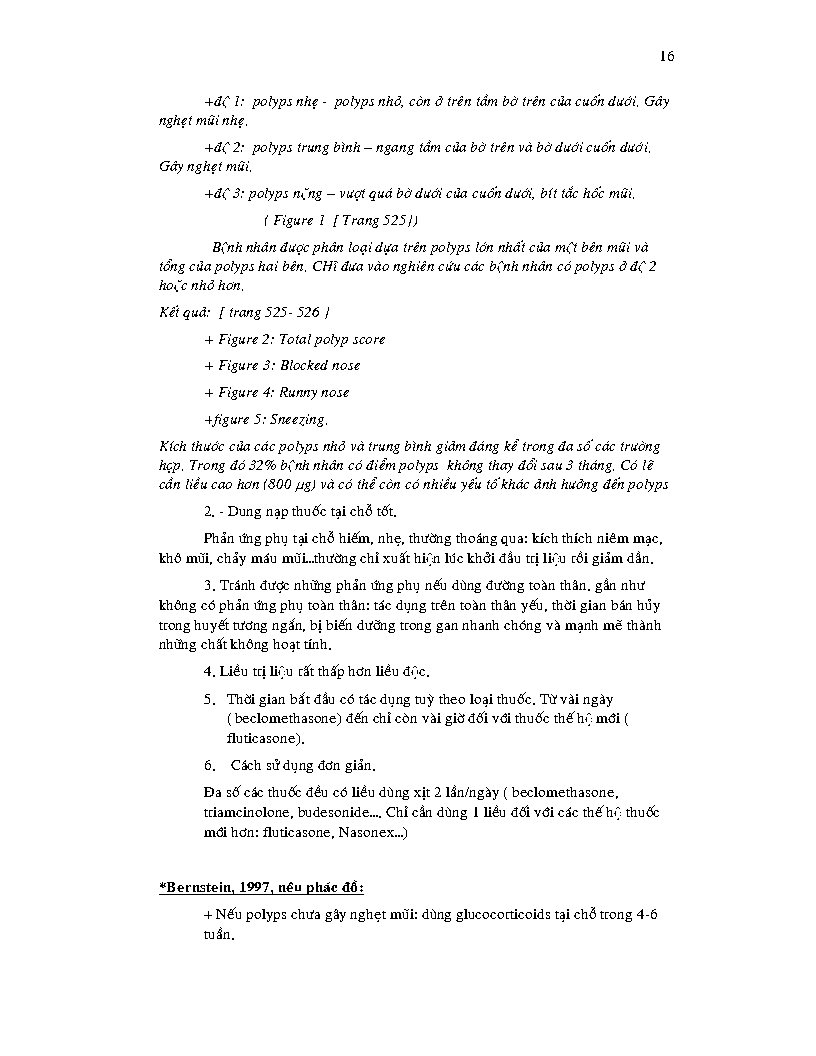 16
+độ 1: polyps nhẹ - polyps nhỏ, còn ở trên tầm bờ trên của cuốn dưới. Gây
nghẹt mũi nhẹ.
+độ 2: polyps trung bình – ngang tầm của bờ trên và bờ dưới cuốn dưới.
Gây nghẹt mũi.
+độ 3: polyps nặng – vượt quá bờ dưới của cuốn dưới, bít tắc hốc mũi.
( Figure 1 [ Trang 525])
Bệnh nhân được phân loại dựa trên polyps lớn nhất của một bên mũi và
tổng của polyps hai bên. CHỉ đưa vào nghiên cứu các bệnh nhân có polyps ở độ 2
hoặc nhỏ hơn.
Kết quả: [ trang 525- 526 ]
+ Figure 2: Total polyp score
+ Figure 3: Blocked nose
+ Figure 4: Runny nose
+figure 5: Sneezing.
Kích thước của các polyps nhỏ và trung bình giảm đáng kể trong đa số các trường
hợp. Trong đó 32% bệnh nhân có điểm polyps không thay đổi sau 3 tháng. Có lẽ
cần liều cao hơn (800 µg) và có thể còn có nhiều yếu tố khác ảnh hưởng đến polyps
2. - Dung nạp thuốc tại chỗ tốt.
Phản ứng phụ tại chỗ hiếm, nhẹ, thường thoáng qua: kích thích niêm mạc,
khô mũi, chảy máu mũi...thường chỉ xuất hiện lúc khởi đầu trị liệu rồi giảm dần.
3. Tránh được những phản ứng phụ nếu dùng đường toàn thân. gần như
không có phản ứng phụ toàn thân: tác dụng trên toàn thân yếu, thời gian bán hủy
trong huyết tương ngắn, bị biến dưỡng trong gan nhanh chóng và mạnh mẽ thành
những chất không hoạt tính.
4. Liều trị liệu rất thấp hơn liều độc.
5. Thời gian bắt đầu có tác dụng tuỳ theo loại thuốc. Từ vài ngày
( beclomethasone) đến chỉ còn vài giờ đối với thuốc thế hệ mới (
fluticasone).
6. Cách sử dụng đơn giản.
Đa số các thuốc đều có liều dùng xịt 2 lần/ngày ( beclomethasone,
triamcinolone, budesonide.... Chỉ cần dùng 1 liều đối với các thế hệ thuốc
mới hơn: fluticasone, Nasonex...)
*Bernstein, 1997, nêu phác đồ:
+ Nếu polyps chưa gây nghẹt mũi: dùng glucocorticoids tại chỗ trong 4-6
tuần.